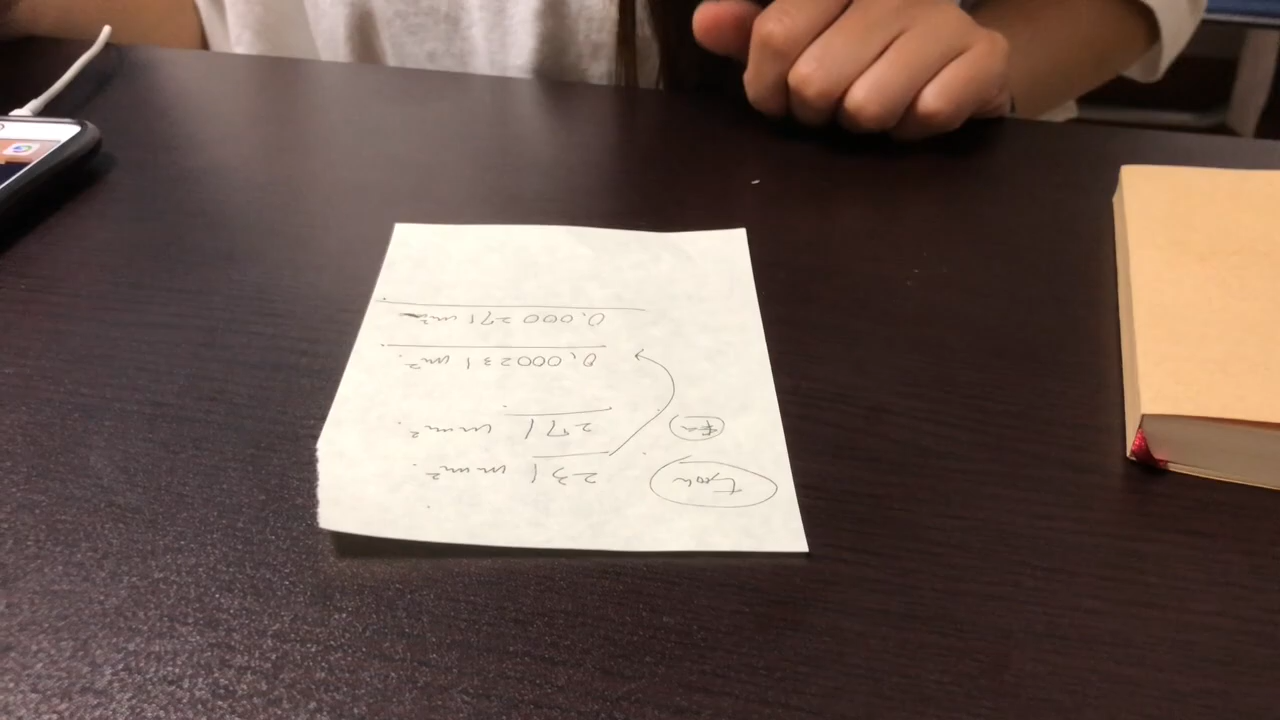 231 mm².
271 mm².
0,000231 m².
0,000271 m²